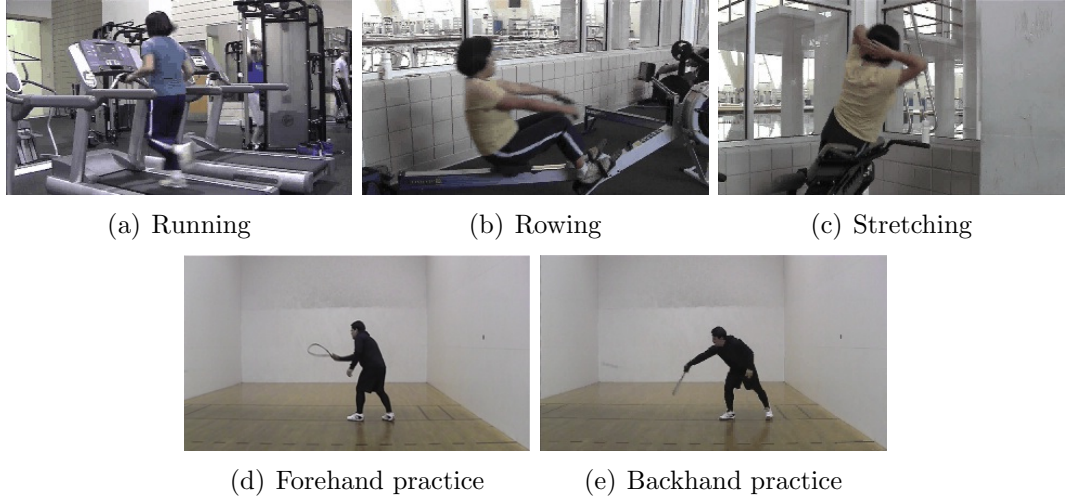 (a) Running
(b) Rowing
(c) Stretching
(d) Forehand practice
(e) Backhand practice